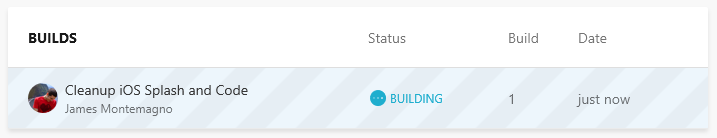 BUILDS Status Build Date
Cleanup iOS Splash and Code
James Montemagno
BUILDING 1 just now